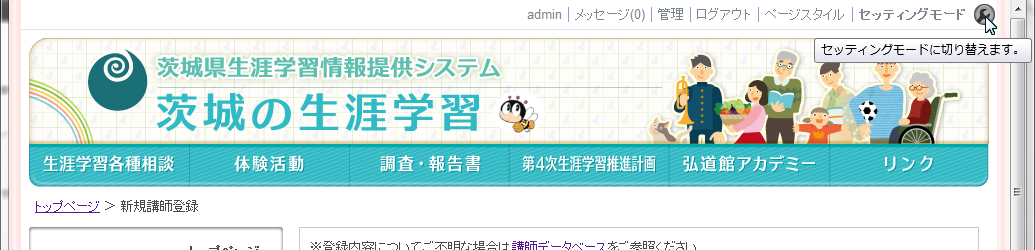 admin | メッセージ(0) | 管理 | ログアウト | ページスタイル | セッティングモード
セッティングモードに切り替えます。
茨城県生涯学習情報提供システム
茨城の生涯学習
生涯学習各種相談 体験活動 調査・報告書 第4次生涯学習推進計画 弘道館アカデミー リンク
トップページ > 新規講師登録
トップページ
※登録内容についてご不明な場合は講師データベースをご参照ください